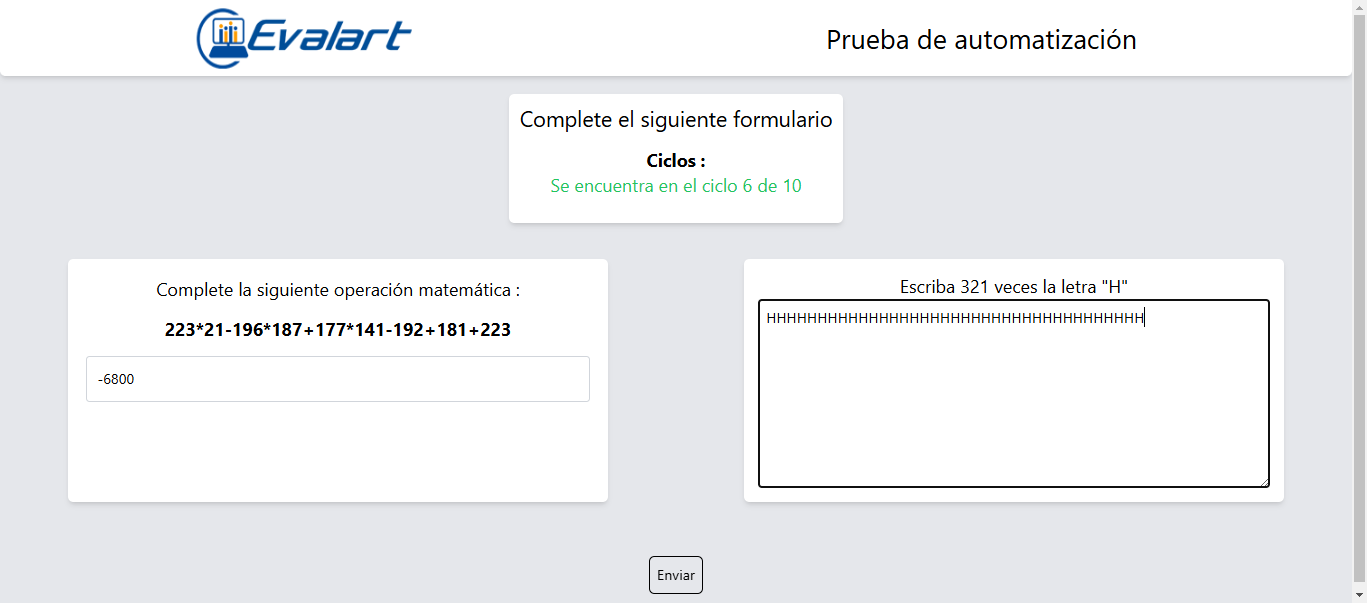 Evalart
Prueba de automatización
Complete el siguiente formulario
Ciclos :
Se encuentra en el ciclo 6 de 10
Complete la siguiente operación matemática :
223*21-196*187+177*141-192+181+223
-6800
Escriba 321 veces la letra "H"
HHHHHHHHHHHHHHHHHHHHHHHHHHHHHHHHHHHHH
Enviar